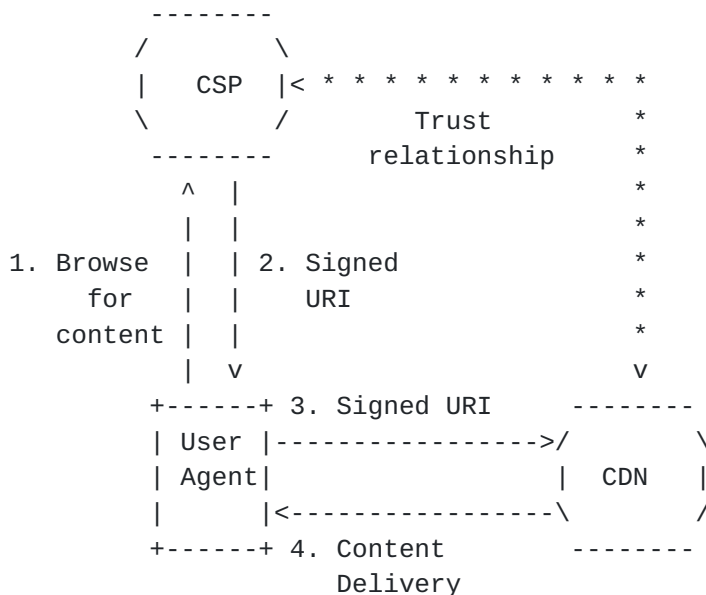 CSP
Trust
relationship
1. Browse
for
content
2. Signed
URI
3. Signed URI
User
Agent
CDN
4. Content
Delivery